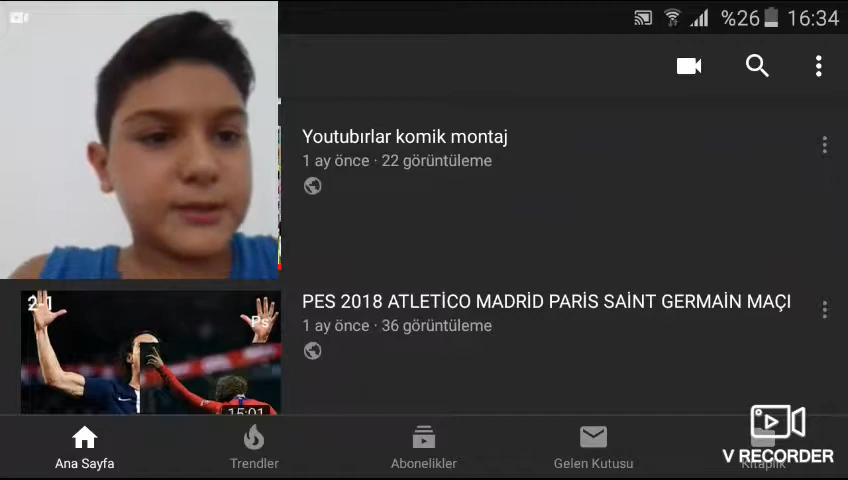 %26 16:34
Youtubırlar komik montaj
1 ay önce · 22 görüntüleme
PES 2018 ATLETİCO MADRİD PARİS SAİNT GERMAİN MAÇI
1 ay önce · 36 görüntüleme
2-1
Ps
15:01
V RECORDER
Ana Sayfa
Trendler
Abonelikler
Gelen Kutusu
Kitaplık